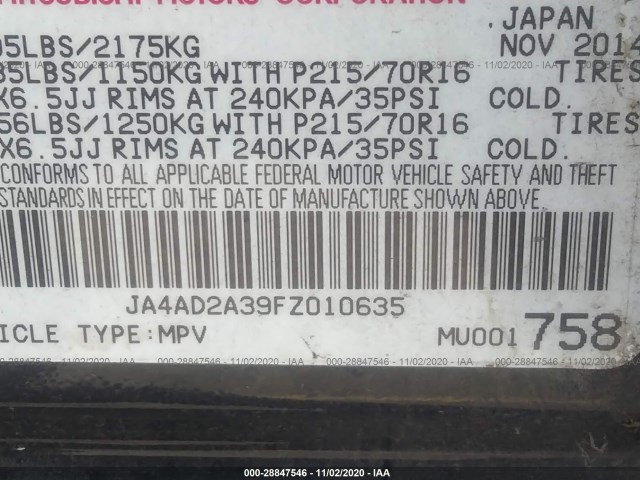 MITSUBISHI MOTORS CORPORATION
, JAPAN
05LBS/2175KG NOV 2014
35LBS/1150KG WITH P215/70R16 TIRES
X6.5JJ RIMS AT 240KPA/35PSI COLD.
56LBS/1250KG WITH P215/70R16 TIRES
X6.5JJ RIMS AT 240KPA/35PSI COLD.
CONFORMS TO ALL APPLICABLE FEDERAL MOTOR VEHICLE SAFETY AND THEFT
STANDARDS IN EFFECT ON THE DATE OF MANUFACTURE SHOWN ABOVE.
JA4AD2A39FZ010635
ICLE TYPE:MPV MU001 758
000-28847546 - 11/02/2020 - IAA